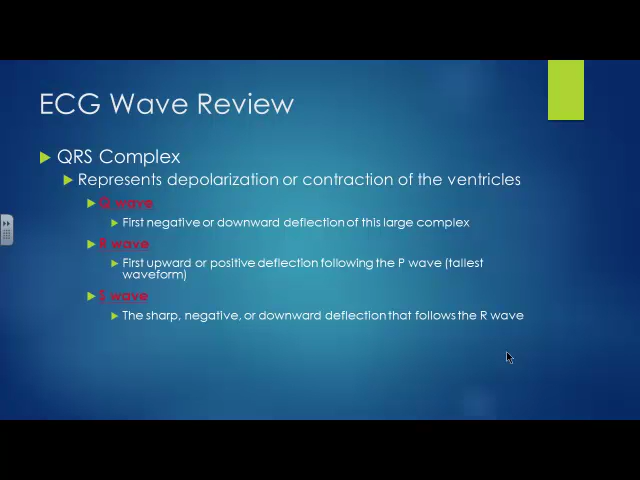 ECG Wave Review
QRS Complex
Represents depolarization or contraction of the ventricles
Q wave
First negative or downward deflection of this large complex
R wave
First upward or positive deflection following the P wave (tallest
waveform)
S wave
The sharp, negative, or downward deflection that follows the R wave